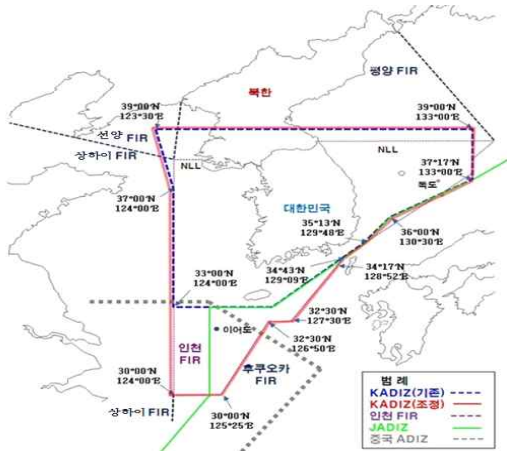 평양 FIR
북한
39°00'N
123°30'E
39°00'N
133°00'E
선양 FIR
상하이 FIR
NLL
NLL
37°17'N
133°00'E
독도
37°00'N
124°00'E
대한민국
35°13'N
129°48'E
36°00'N
130°30'E
33°00'N
124°00'E
34°43'N
129°09'E
34°17'N
128°52'E
32°30'N
127°30'E
이어도
32°30'N
126°50'E
인천
FIR
후쿠오카
FIR
30°00'N
124°00'E
상하이 FIR
30°00'N
125°25'E
범 례
KADIZ(기존)
KADIZ(조정)
인천 FIR
JADIZ
중국 ADIZ